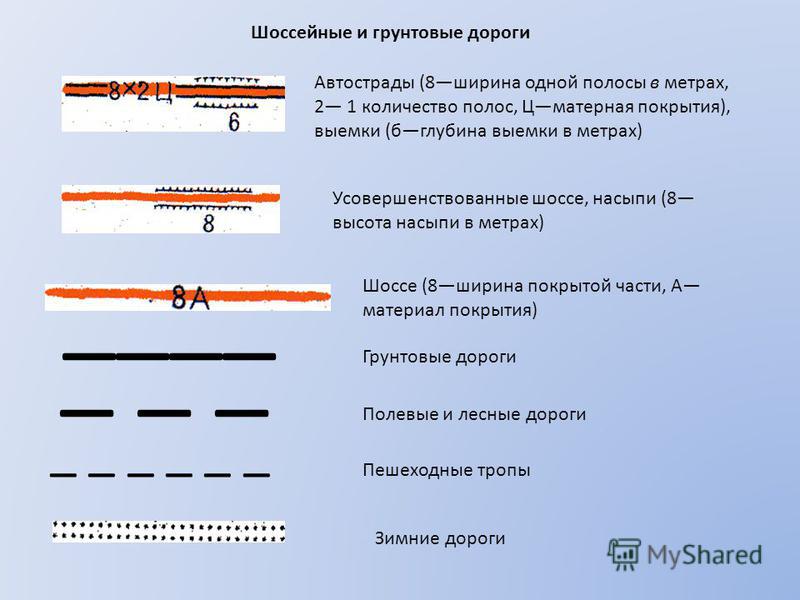 Шоссейные и грунтовые дороги
8×2Ц
6
Автострады (8—ширина одной полосы в метрах,
2— 1 количество полос, Ц—матерная покрытия),
выемки (б—глубина выемки в метрах)
8
Усовершенствованные шоссе, насыпи (8—
высота насыпи в метрах)
8А
Шоссе (8—ширина покрытой части, А—
материал покрытия)
Грунтовые дороги
Полевые и лесные дороги
Пешеходные тропы
Зимние дороги
MyShared